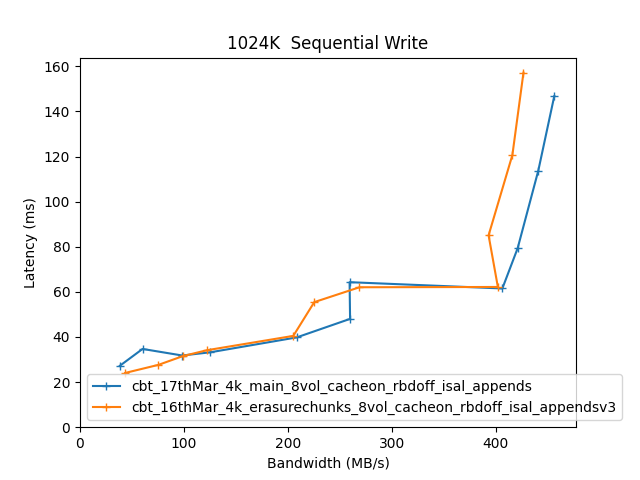 1024K  Sequential Write
Latency (ms)
160
140
120
100
80
60
40
20
0
cbt_17thMar_4k_main_8vol_cacheon_rbdoff_isal_appends
cbt_16thMar_4k_erasurechunks_8vol_cacheon_rbdoff_isal_appendsv3
0 100 200 300 400
Bandwidth (MB/s)